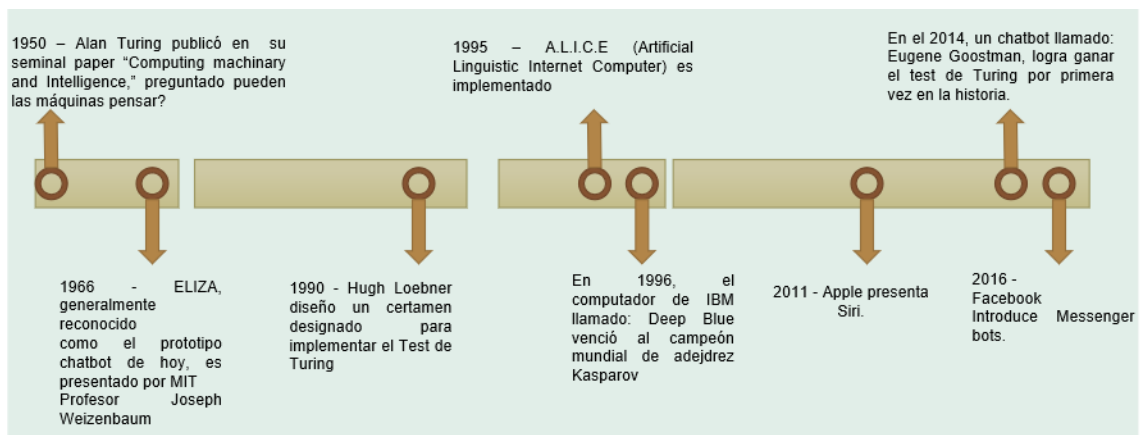 1950 – Alan Turing publicó en su
seminal paper “Computing machinary
and Intelligence,” preguntado pueden
las máquinas pensar?
1995 – A.L.I.C.E (Artificial
Linguistic Internet Computer) es
implementado
En el 2014, un chatbot llamado:
Eugene Goostman, logra ganar
el test de Turing por primera
vez en la historia.
1966 - ELIZA,
generalmente
reconocido
como el prototipo
chatbot de hoy, es
presentado por MIT
Profesor Joseph
Weizenbaum
1990 - Hugh Loebner
diseño un certamen
designado para
implementar el Test de
Turing
En 1996, el
computador de IBM
llamado: Deep Blue
venció al campeón
mundial de adejdrez
Kasparov
2011 - Apple presenta
Siri.
2016 -
Facebook
Introduce Messenger
bots.